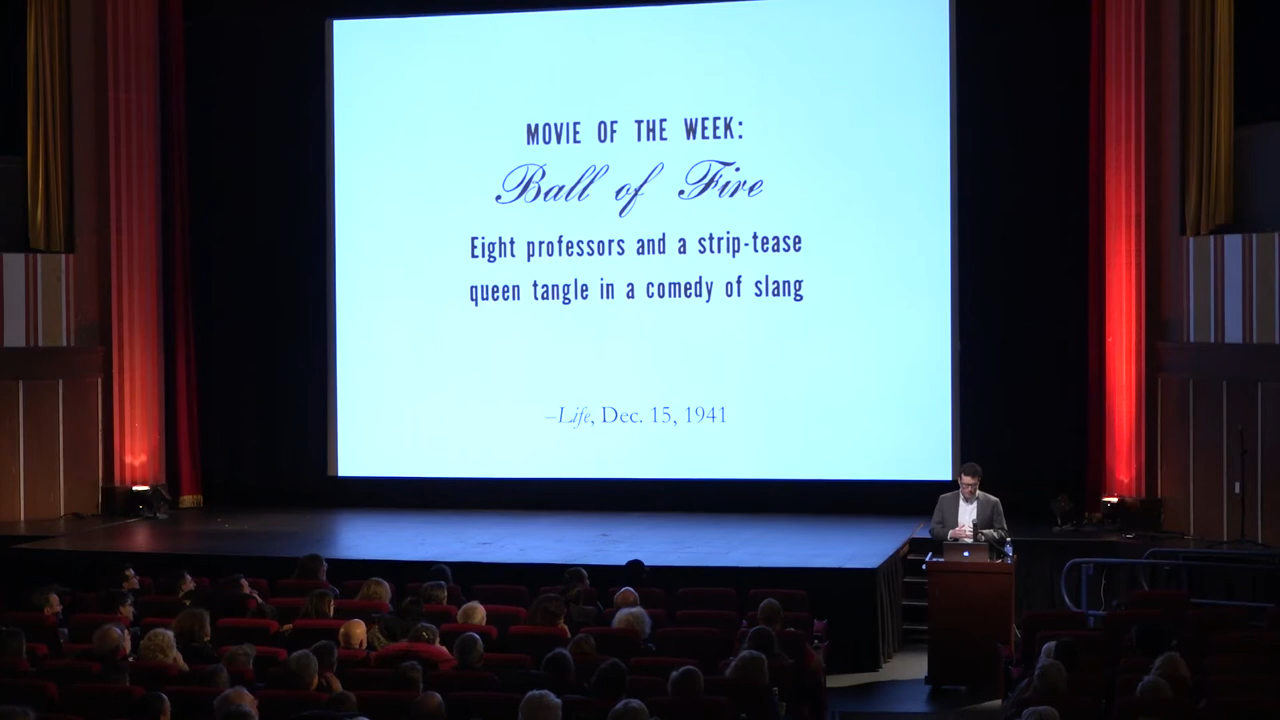 MOVIE OF THE WEEK:
Ball of Fire
Eight professors and a strip-tease
queen tangle in a comedy of slang
–Life, Dec. 15, 1941